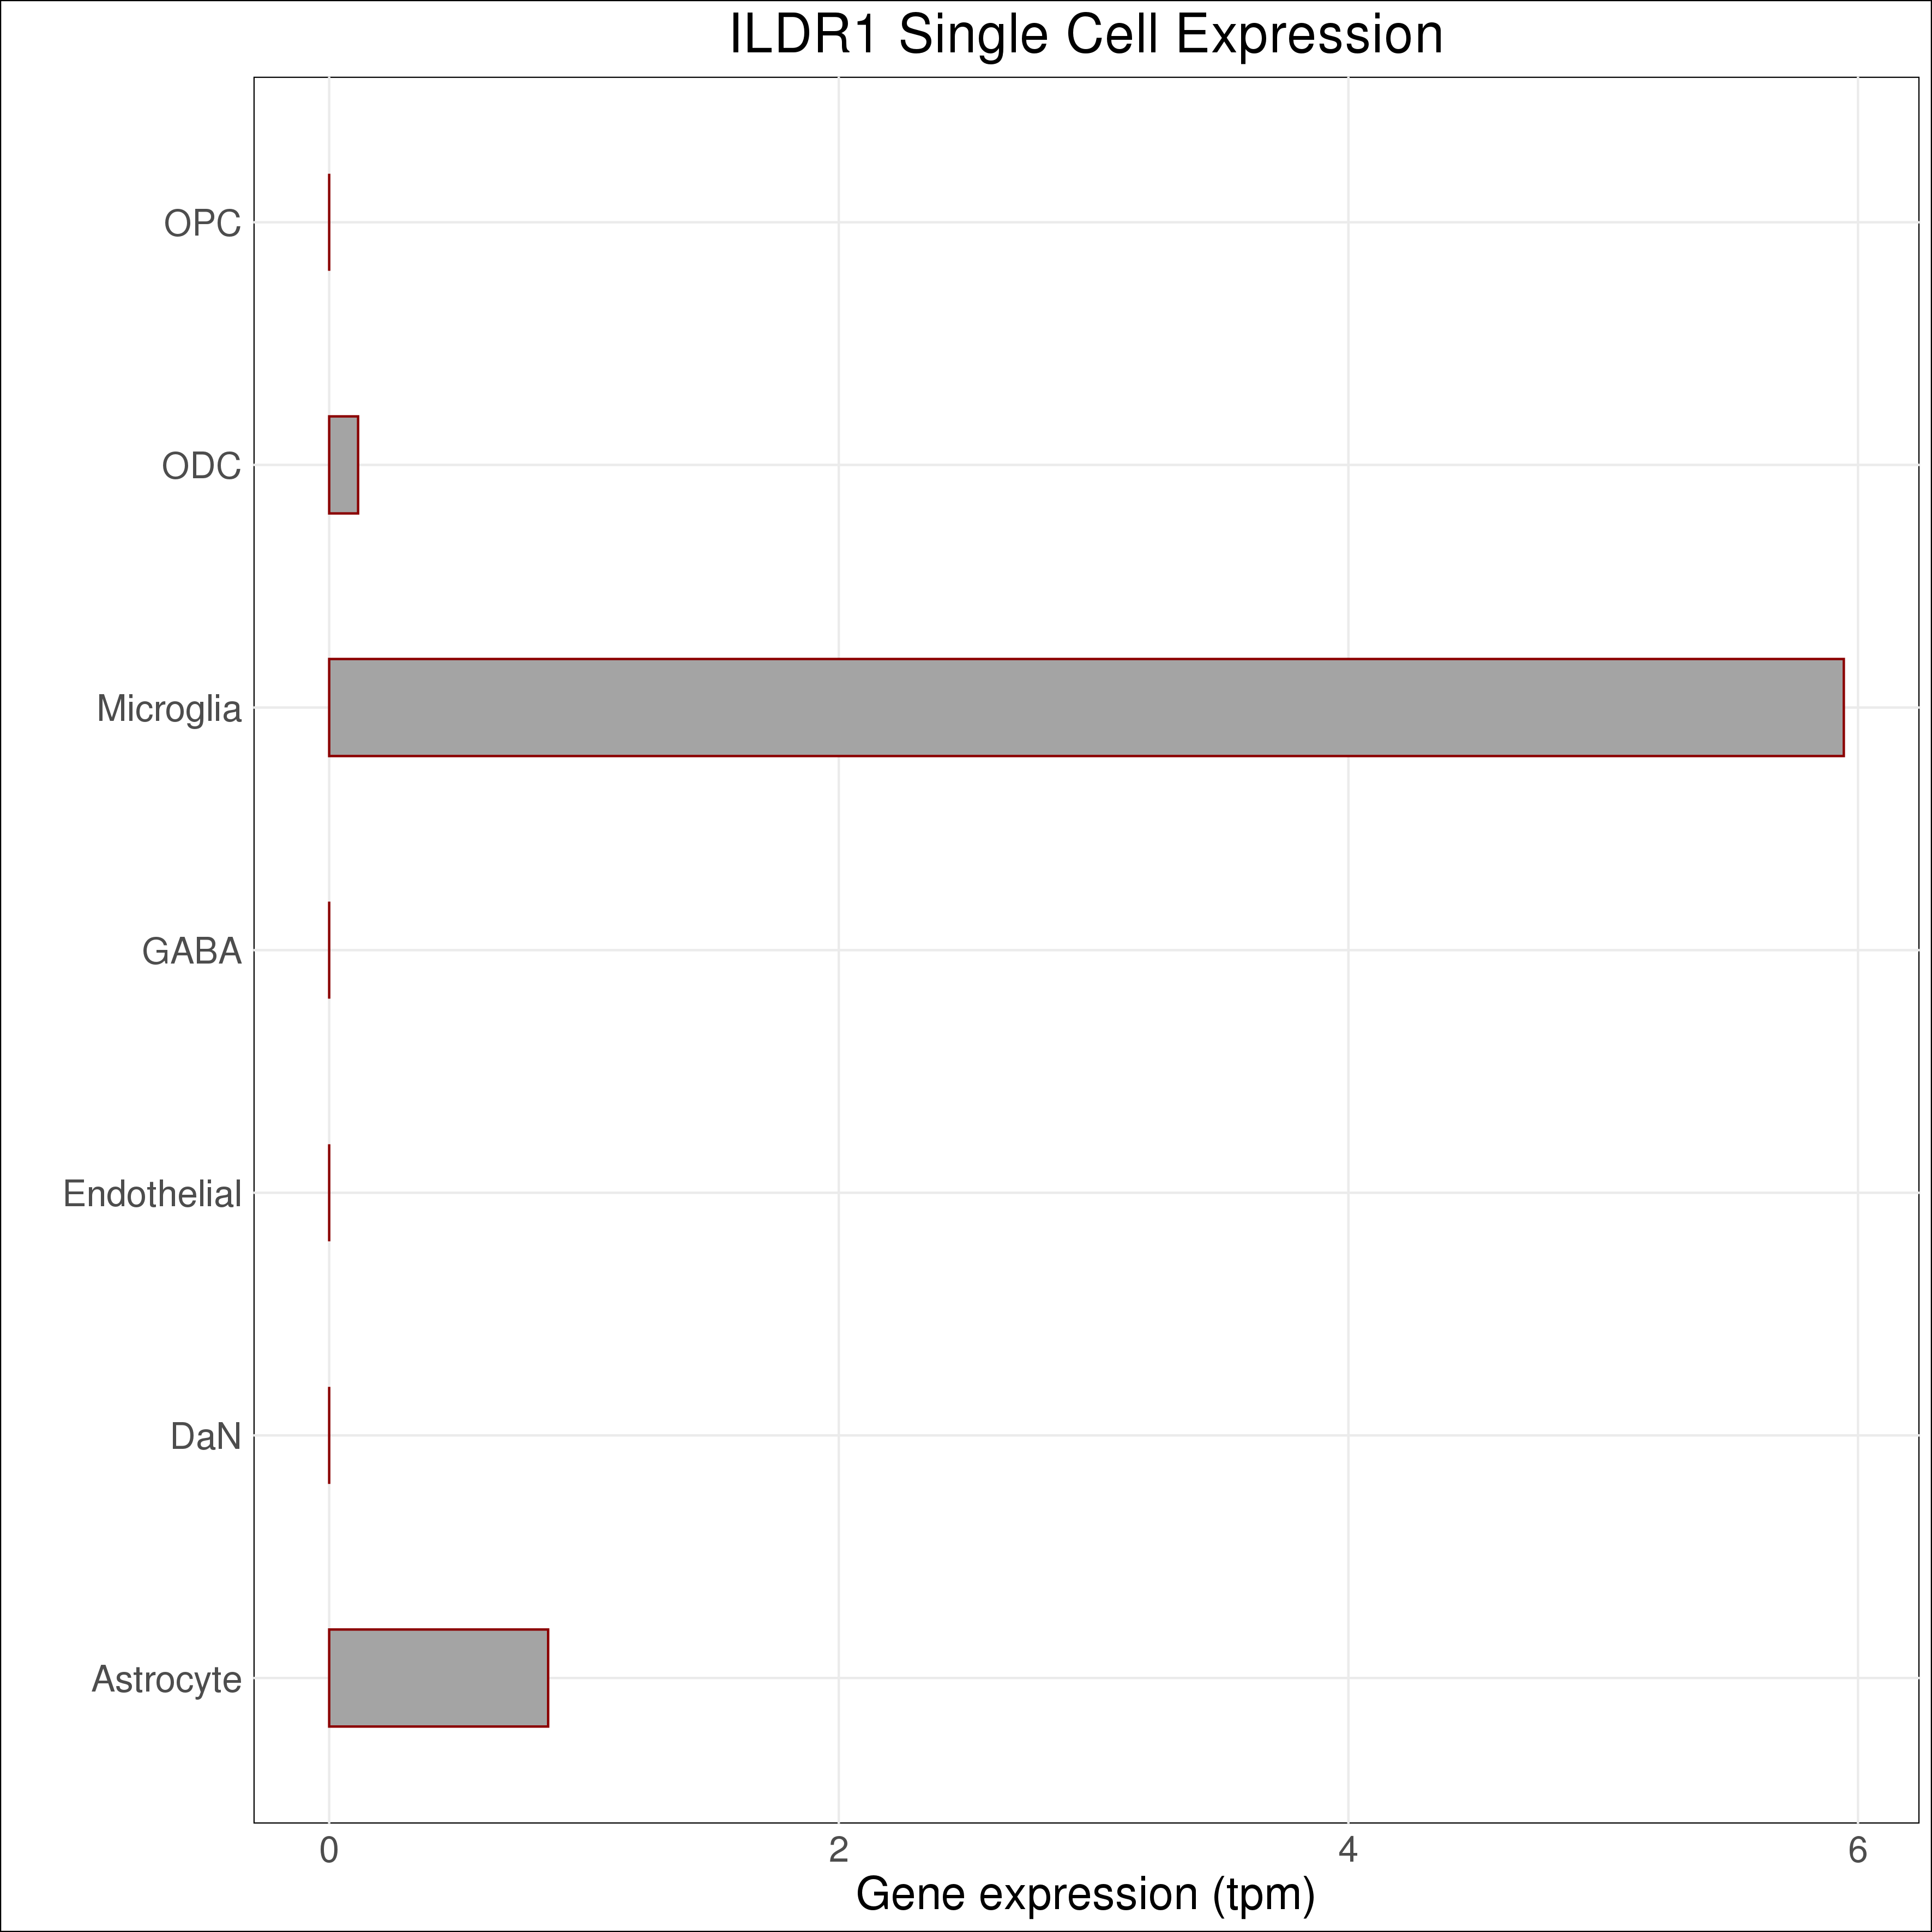 ILDR1 Single Cell Expression
OPC
ODC
Microglia
GABA
Endothelial
DaN
Astrocyte
0 2 4 6
Gene expression (tpm)